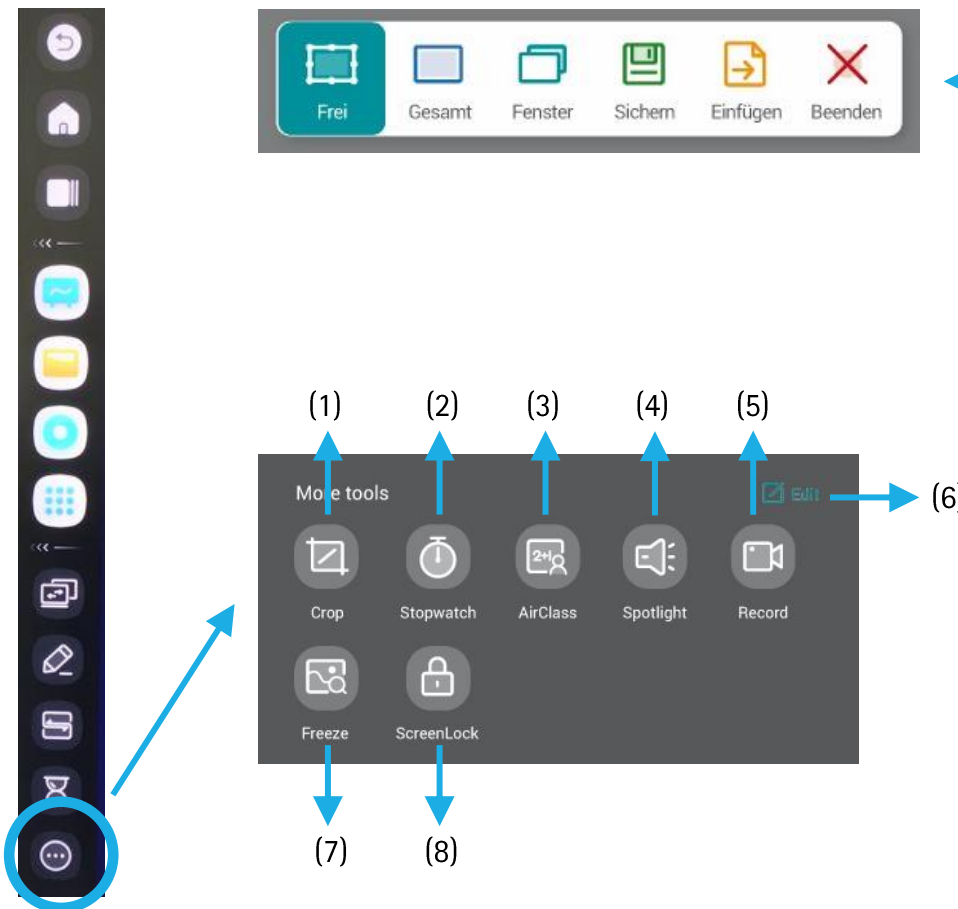 Frei Gesamt Fenster Sichern Einfügen Beenden
(1) (2) (3) (4) (5)
More tools Edit (6)
2+
Crop Stopwatch AirClass Spotlight Record
Freeze ScreenLock
(7) (8)